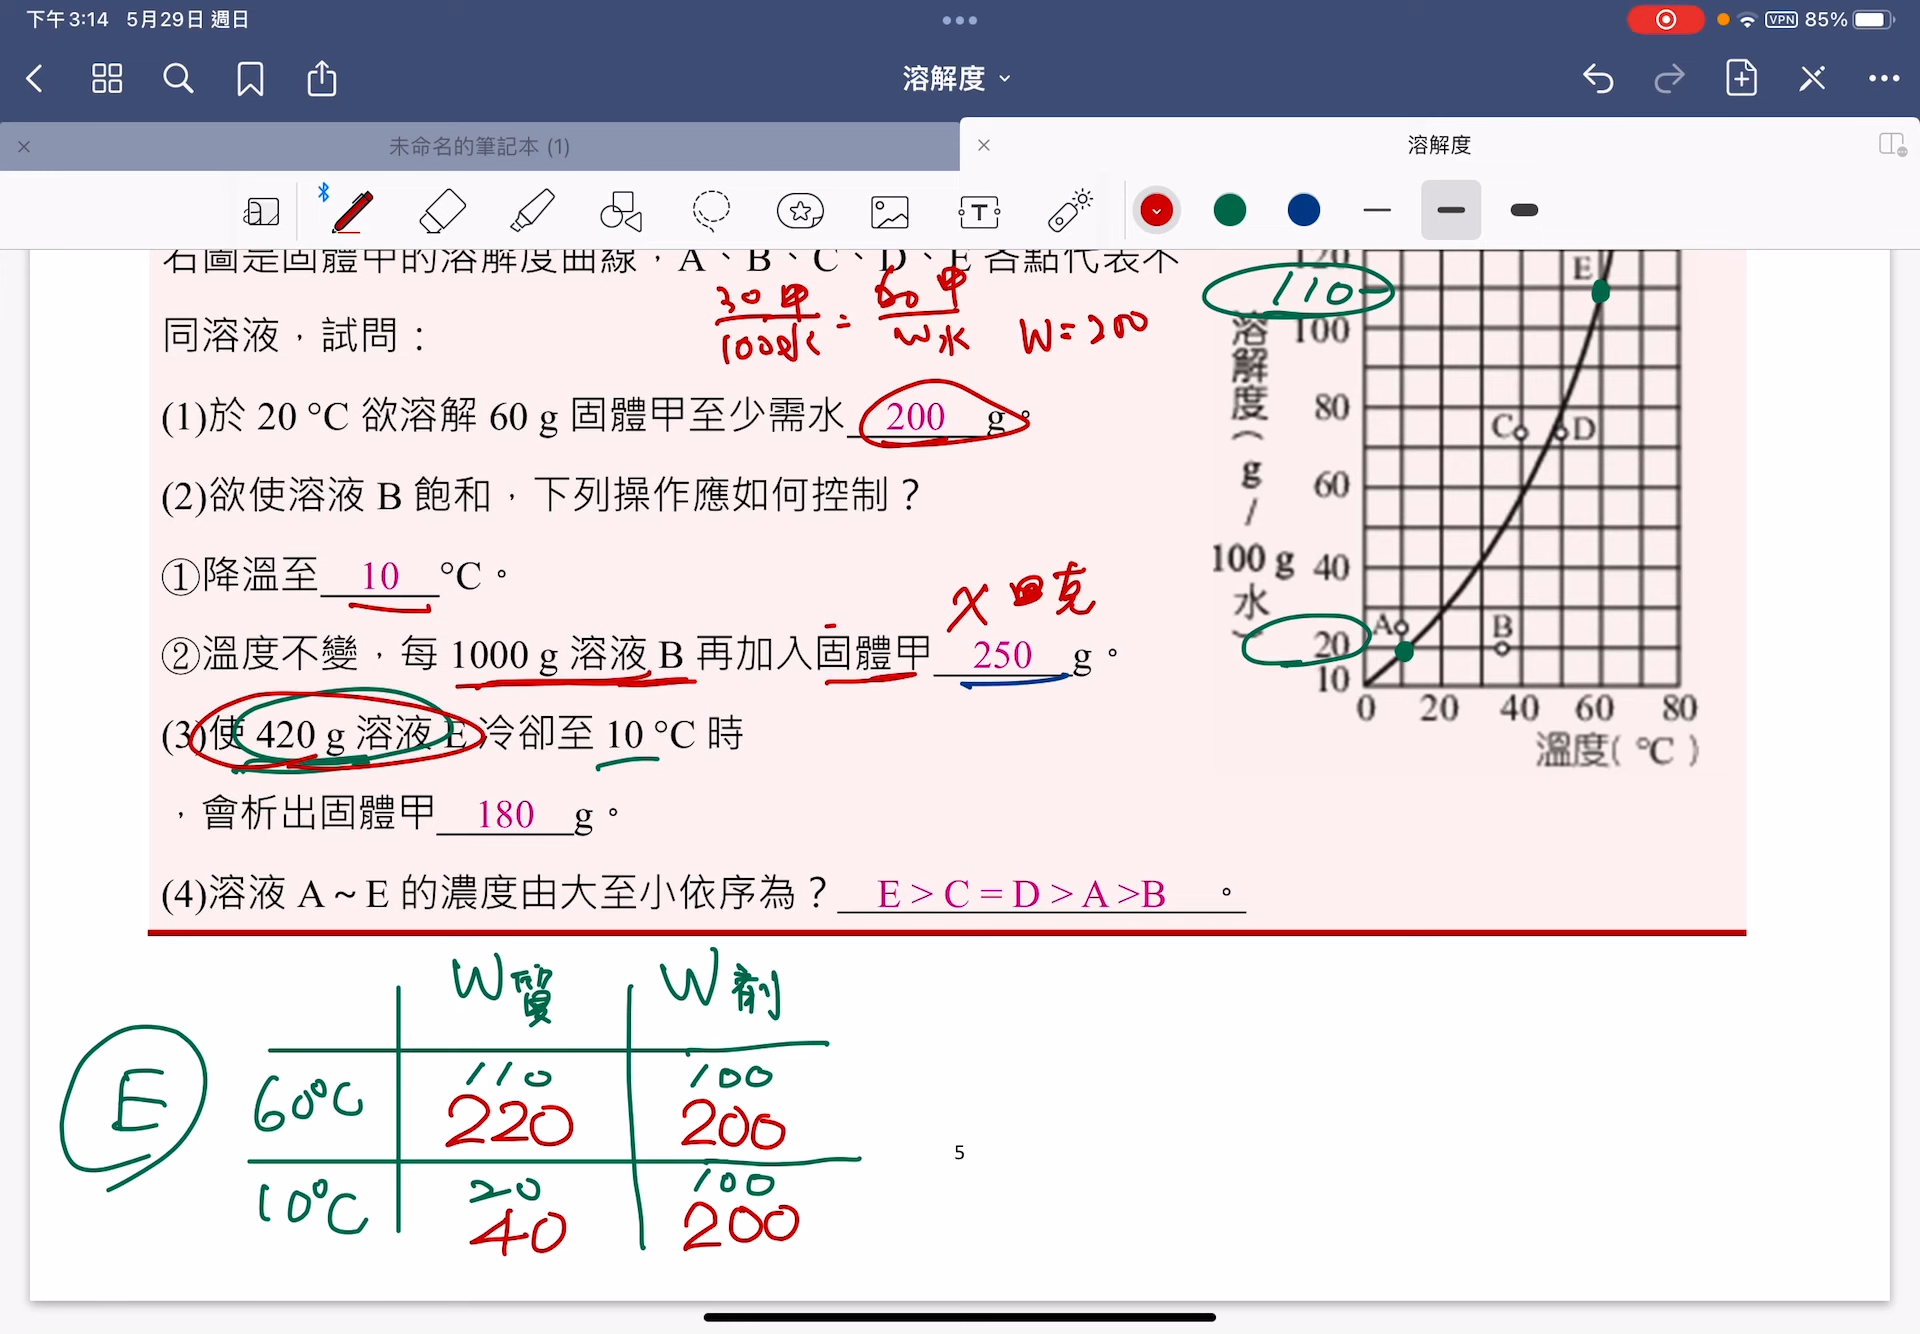 下午3:14 5月29日 週日
VPN 85%
溶解度
未命名的筆記本 (1)
溶解度
右圖是固體甲的溶解度曲線，A、B、C、D、E 各點代表不
同溶液，試問：
30甲/100水 = 60甲/W水 W=200
(1)於 20 °C 欲溶解 60 g 固體甲至少需水 200 g。
(2)欲使溶液 B 飽和，下列操作應如何控制？
①降溫至 10 °C。
X 甲克
②溫度不變，每 1000 g 溶液 B 再加入固體甲 250 g。
(3)使 420 g 溶液 E 冷卻至 10 °C 時
，會析出固體甲 180 g。
(4)溶液 A ~ E 的濃度由大至小依序為？ E > C = D > A >B 。
溶解度(g/100 g水)
120
110
100
80
60
40
20
10
E
C D
A B
0 20 40 60 80
溫度( °C )
W質 W劑
E
60°C 110 100
220 200
10°C 20 100
40 200
5